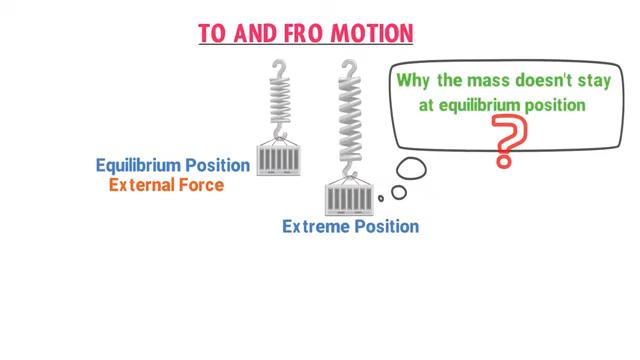 TO AND FRO MOTION
Why the mass doesn't stay
at equilibrium position
?
Equilibrium Position
External Force
Extreme Position